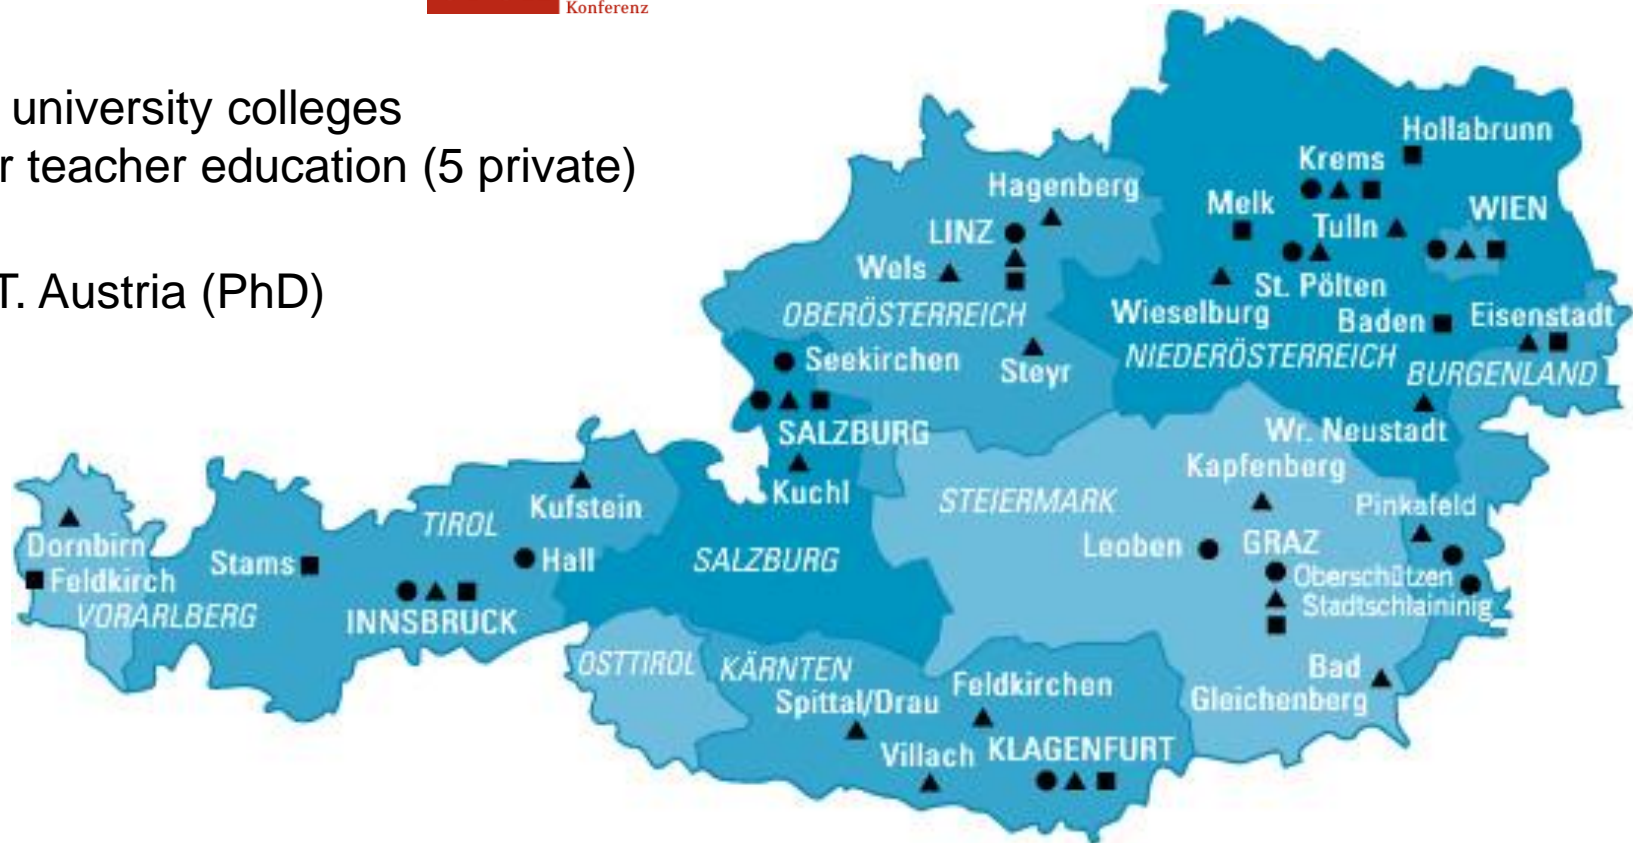 Konferenz
university colleges
r teacher education (5 private)
T. Austria (PhD)
Hollabrunn
Krems
Hagenberg
Melk
WIEN
Tulln
LINZ
Wels
St. Pölten
OBERÖSTERREICH
Wieselburg
Baden
Eisenstadt
NIEDERÖSTERREICH
Seekirchen
Steyr
BURGENLAND
SALZBURG
Wr. Neustadt
Kapfenberg
Kuchl
STEIERMARK
Pinkafeld
Kufstein
TIROL
Dornbirn
Leoben
GRAZ
Stams
Hall
SALZBURG
Feldkirch
Oberschützen
VORARLBERG
Stadtschlaininig
INNSBRUCK
OSTTIROL
KÄRNTEN
Bad
Gleichenberg
Feldkirchen
Spittal/Drau
Villach
KLAGENFURT